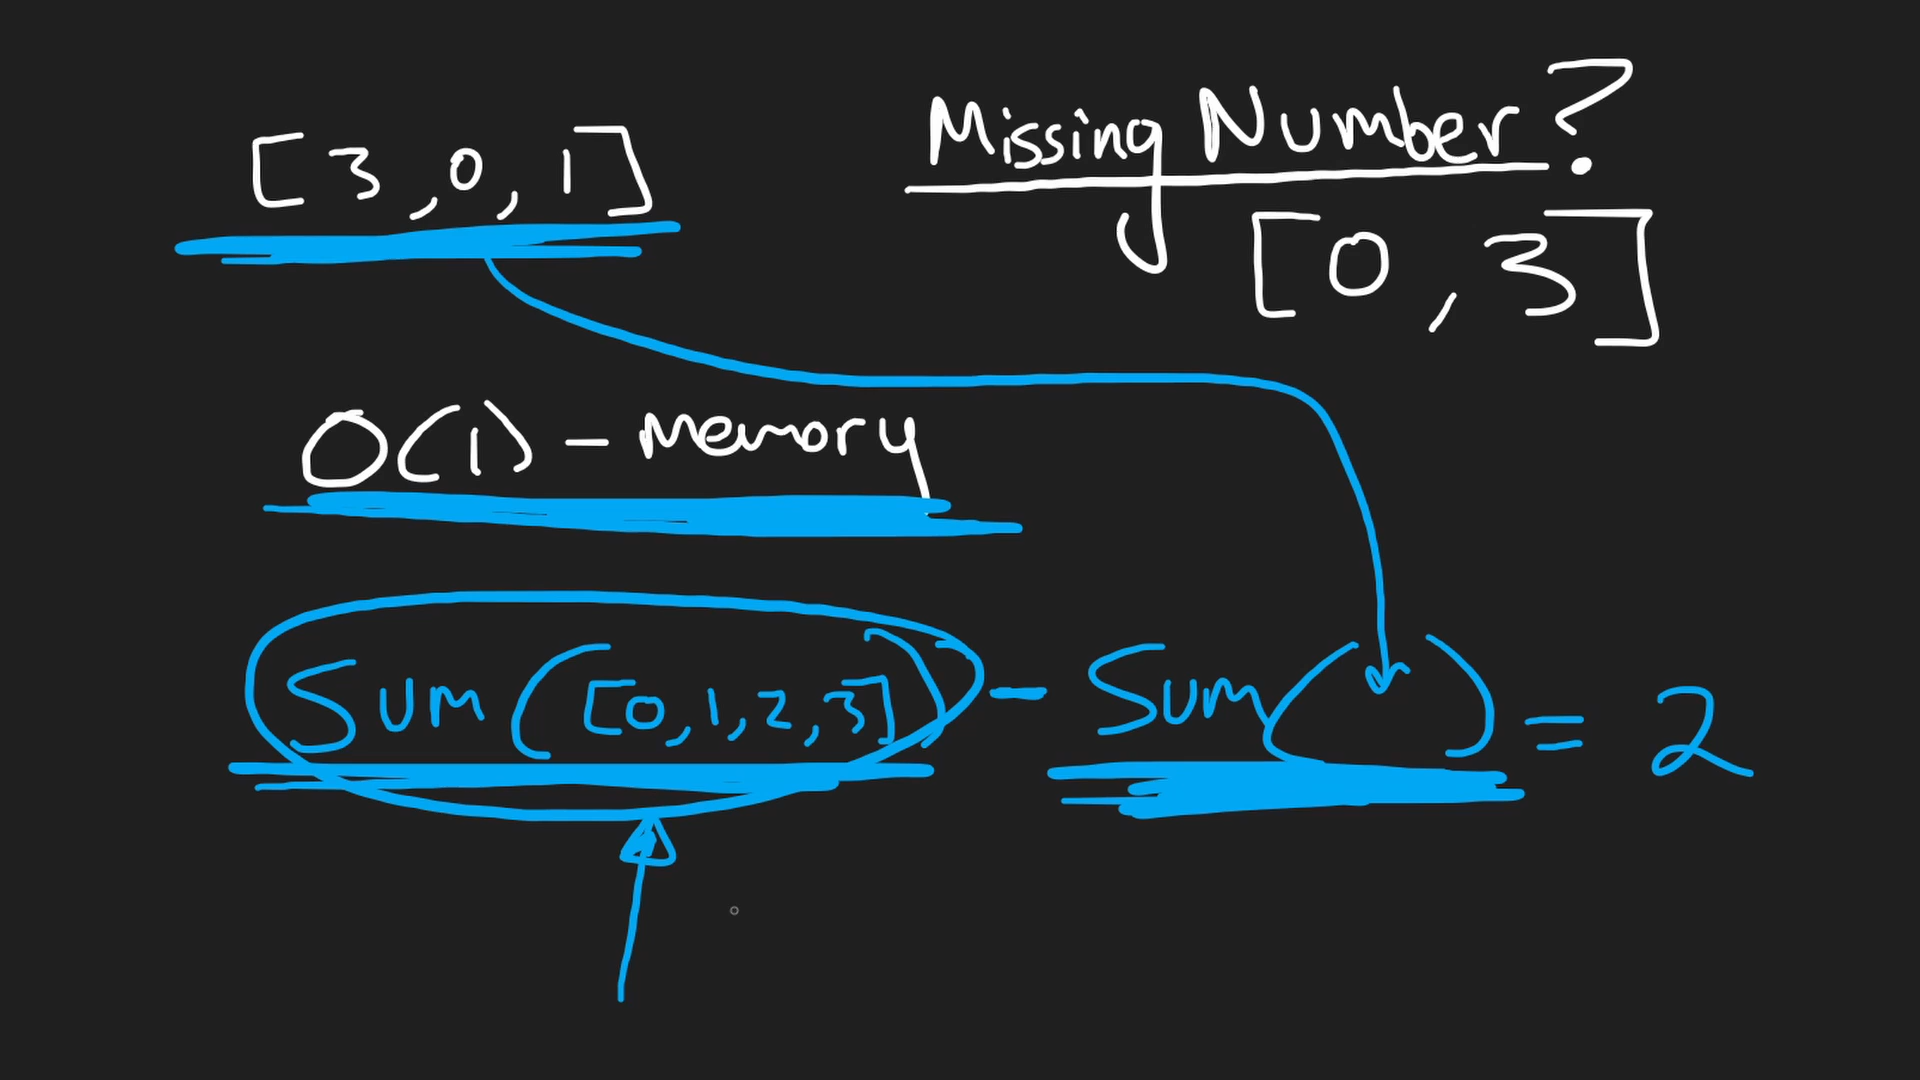 [3,0,1]
Missing Number?
[0,3]
O(1) - Memory
Sum([0,1,2,3]) - Sum( ) = 2